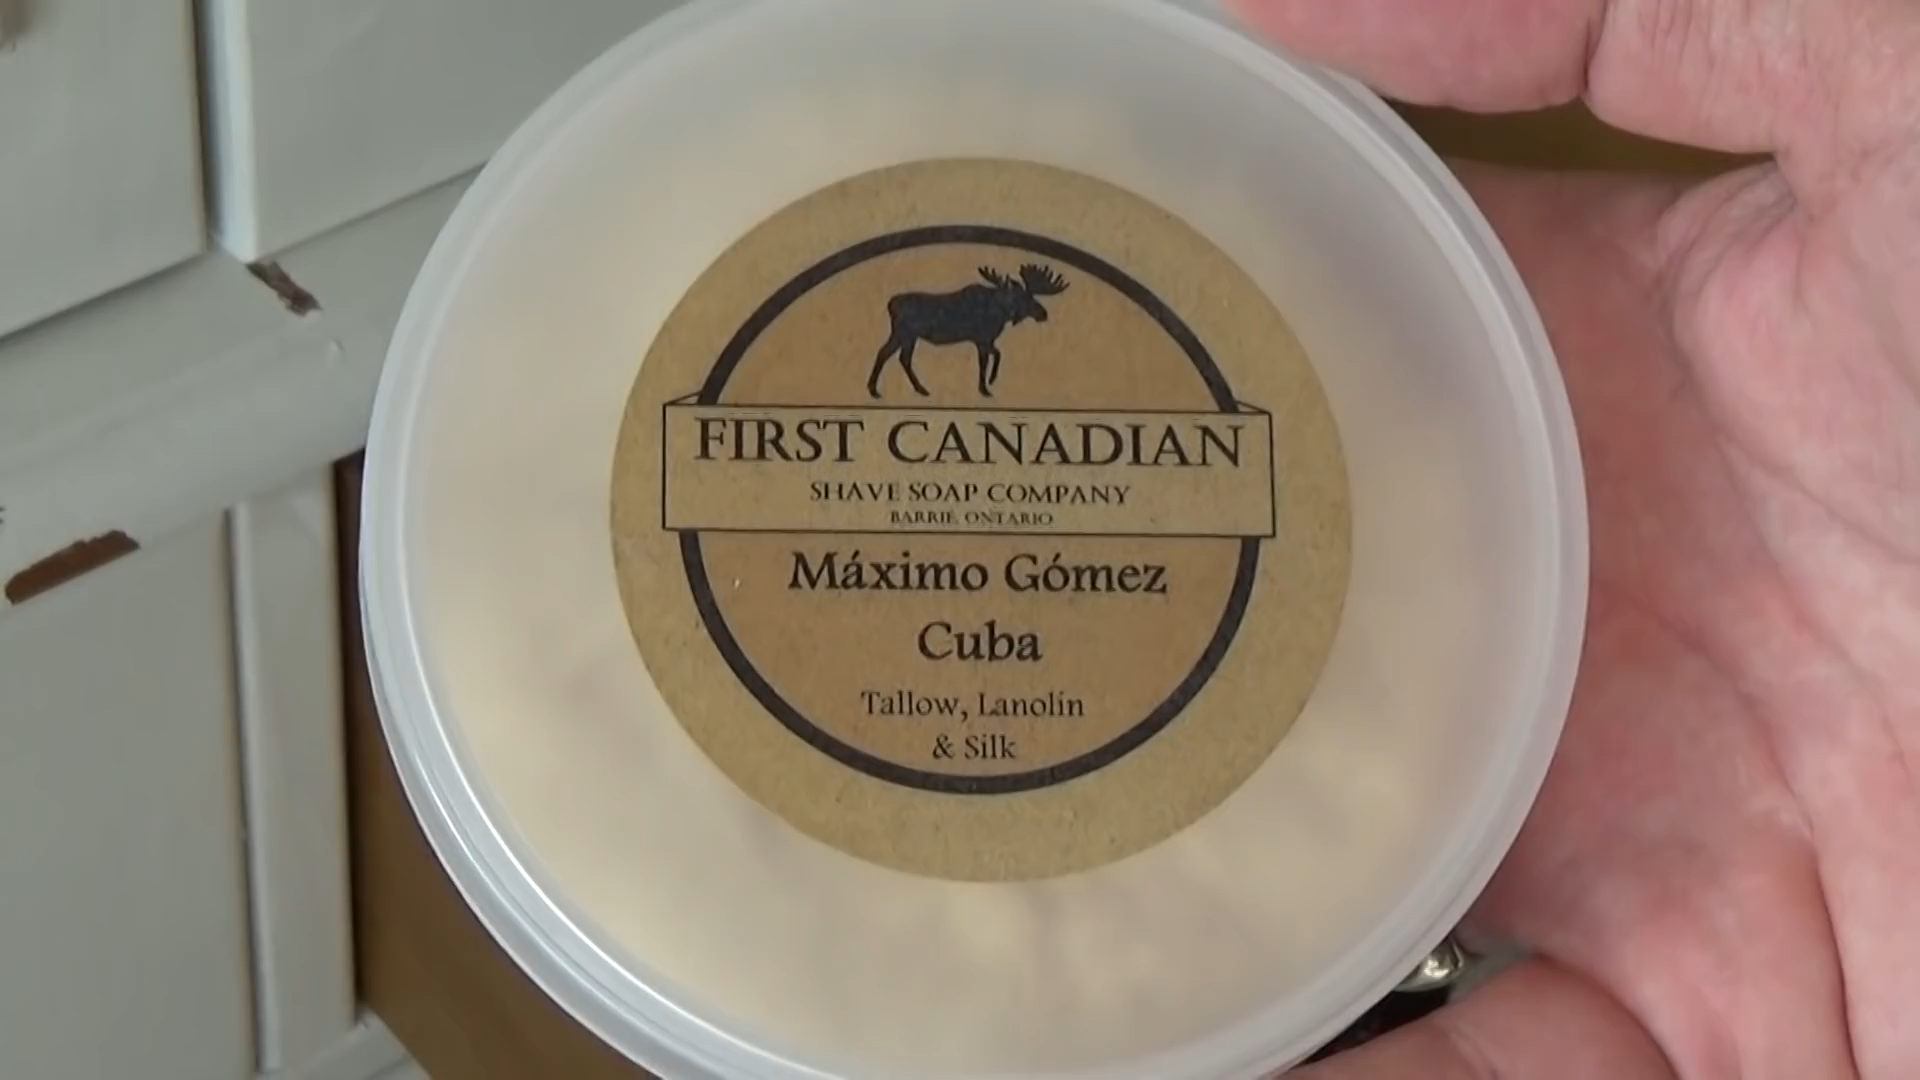 FIRST CANADIAN
SHAVE SOAP COMPANY
BARRIE, ONTARIO
Máximo Gómez
Cuba
Tallow, Lanolin
& Silk